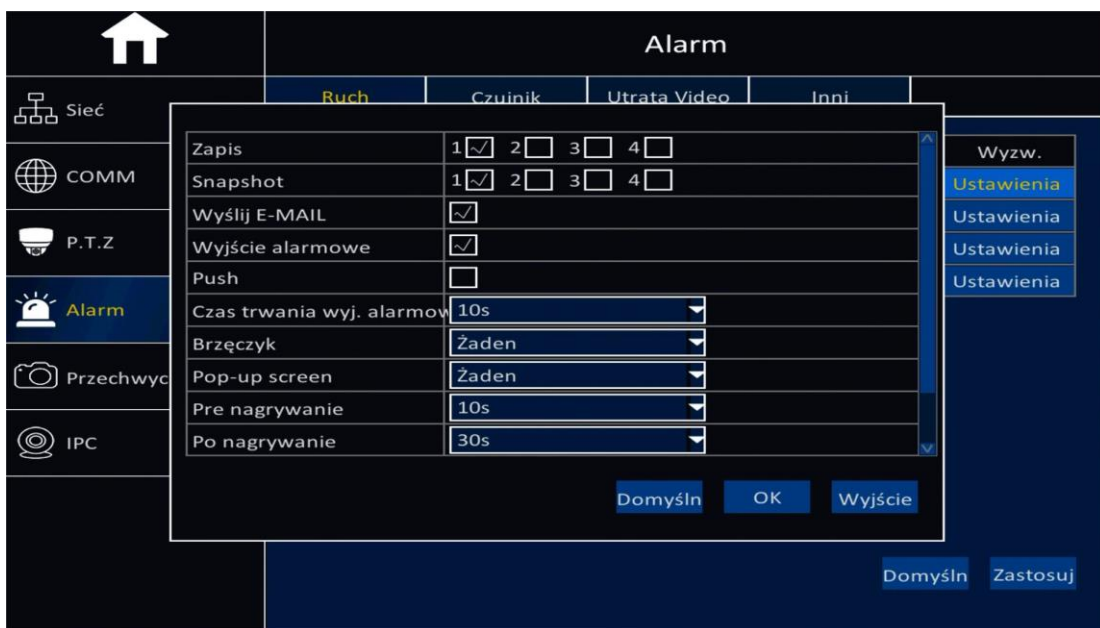 Alarm
Ruch Czujnik Utrata Video Inni
Sieć
COMM
P.T.Z
Alarm
Przechwyc
IPC
Zapis 1 2 3 4
Snapshot 1 2 3 4
Wyślij E-MAIL
Wyjście alarmowe
Push
Czas trwania wyj. alarmow 10s
Brzęczyk Żaden
Pop-up screen Żaden
Pre nagrywanie 10s
Po nagrywanie 30s
Domyśln OK Wyjście
Wyzw.
Ustawienia
Ustawienia
Ustawienia
Ustawienia
Domyśln Zastosuj